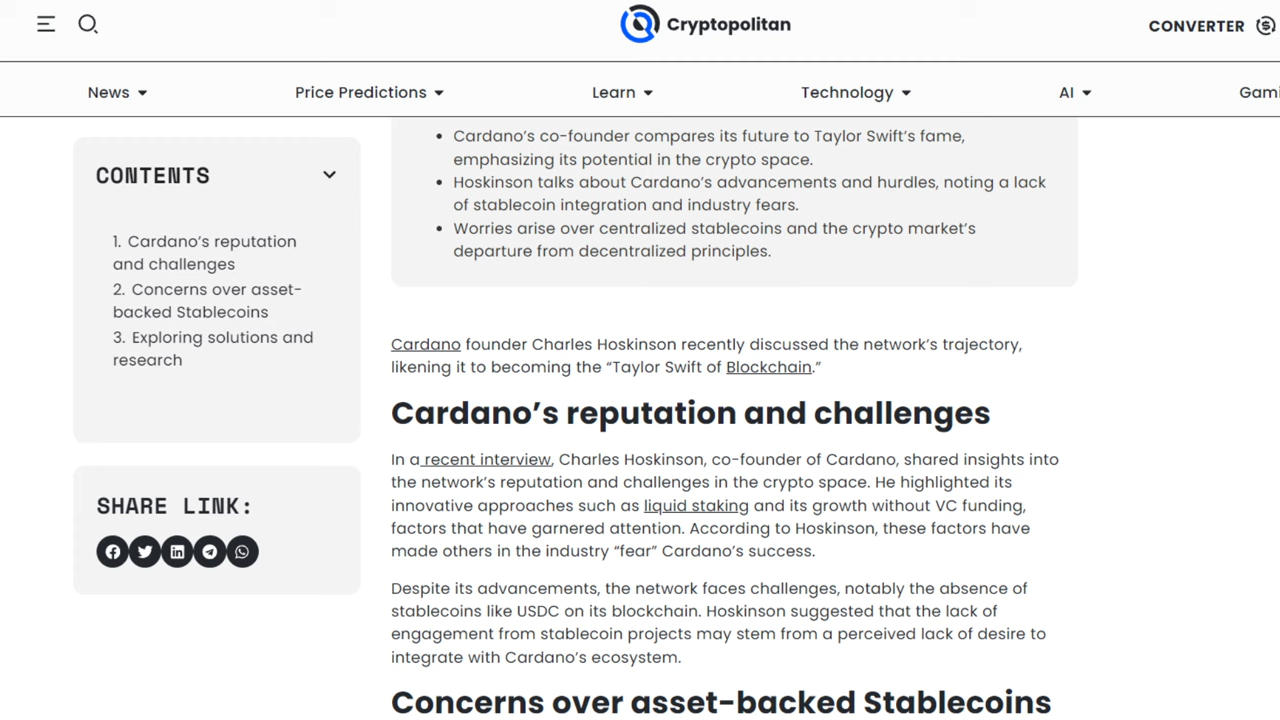 Cryptopolitan
CONVERTER
News
Price Predictions
Learn
Technology
AI
Gami
CONTENTS
1. Cardano’s reputation
and challenges
2. Concerns over asset-
backed Stablecoins
3. Exploring solutions and
research
SHARE LINK:
• Cardano’s co-founder compares its future to Taylor Swift’s fame,
emphasizing its potential in the crypto space.
• Hoskinson talks about Cardano’s advancements and hurdles, noting a lack
of stablecoin integration and industry fears.
• Worries arise over centralized stablecoins and the crypto market’s
departure from decentralized principles.
Cardano founder Charles Hoskinson recently discussed the network’s trajectory,
likening it to becoming the “Taylor Swift of Blockchain.”
Cardano’s reputation and challenges
In a recent interview, Charles Hoskinson, co-founder of Cardano, shared insights into
the network’s reputation and challenges in the crypto space. He highlighted its
innovative approaches such as liquid staking and its growth without VC funding,
factors that have garnered attention. According to Hoskinson, these factors have
made others in the industry “fear” Cardano’s success.
Despite its advancements, the network faces challenges, notably the absence of
stablecoins like USDC on its blockchain. Hoskinson suggested that the lack of
engagement from stablecoin projects may stem from a perceived lack of desire to
integrate with Cardano’s ecosystem.
Concerns over asset-backed Stablecoins